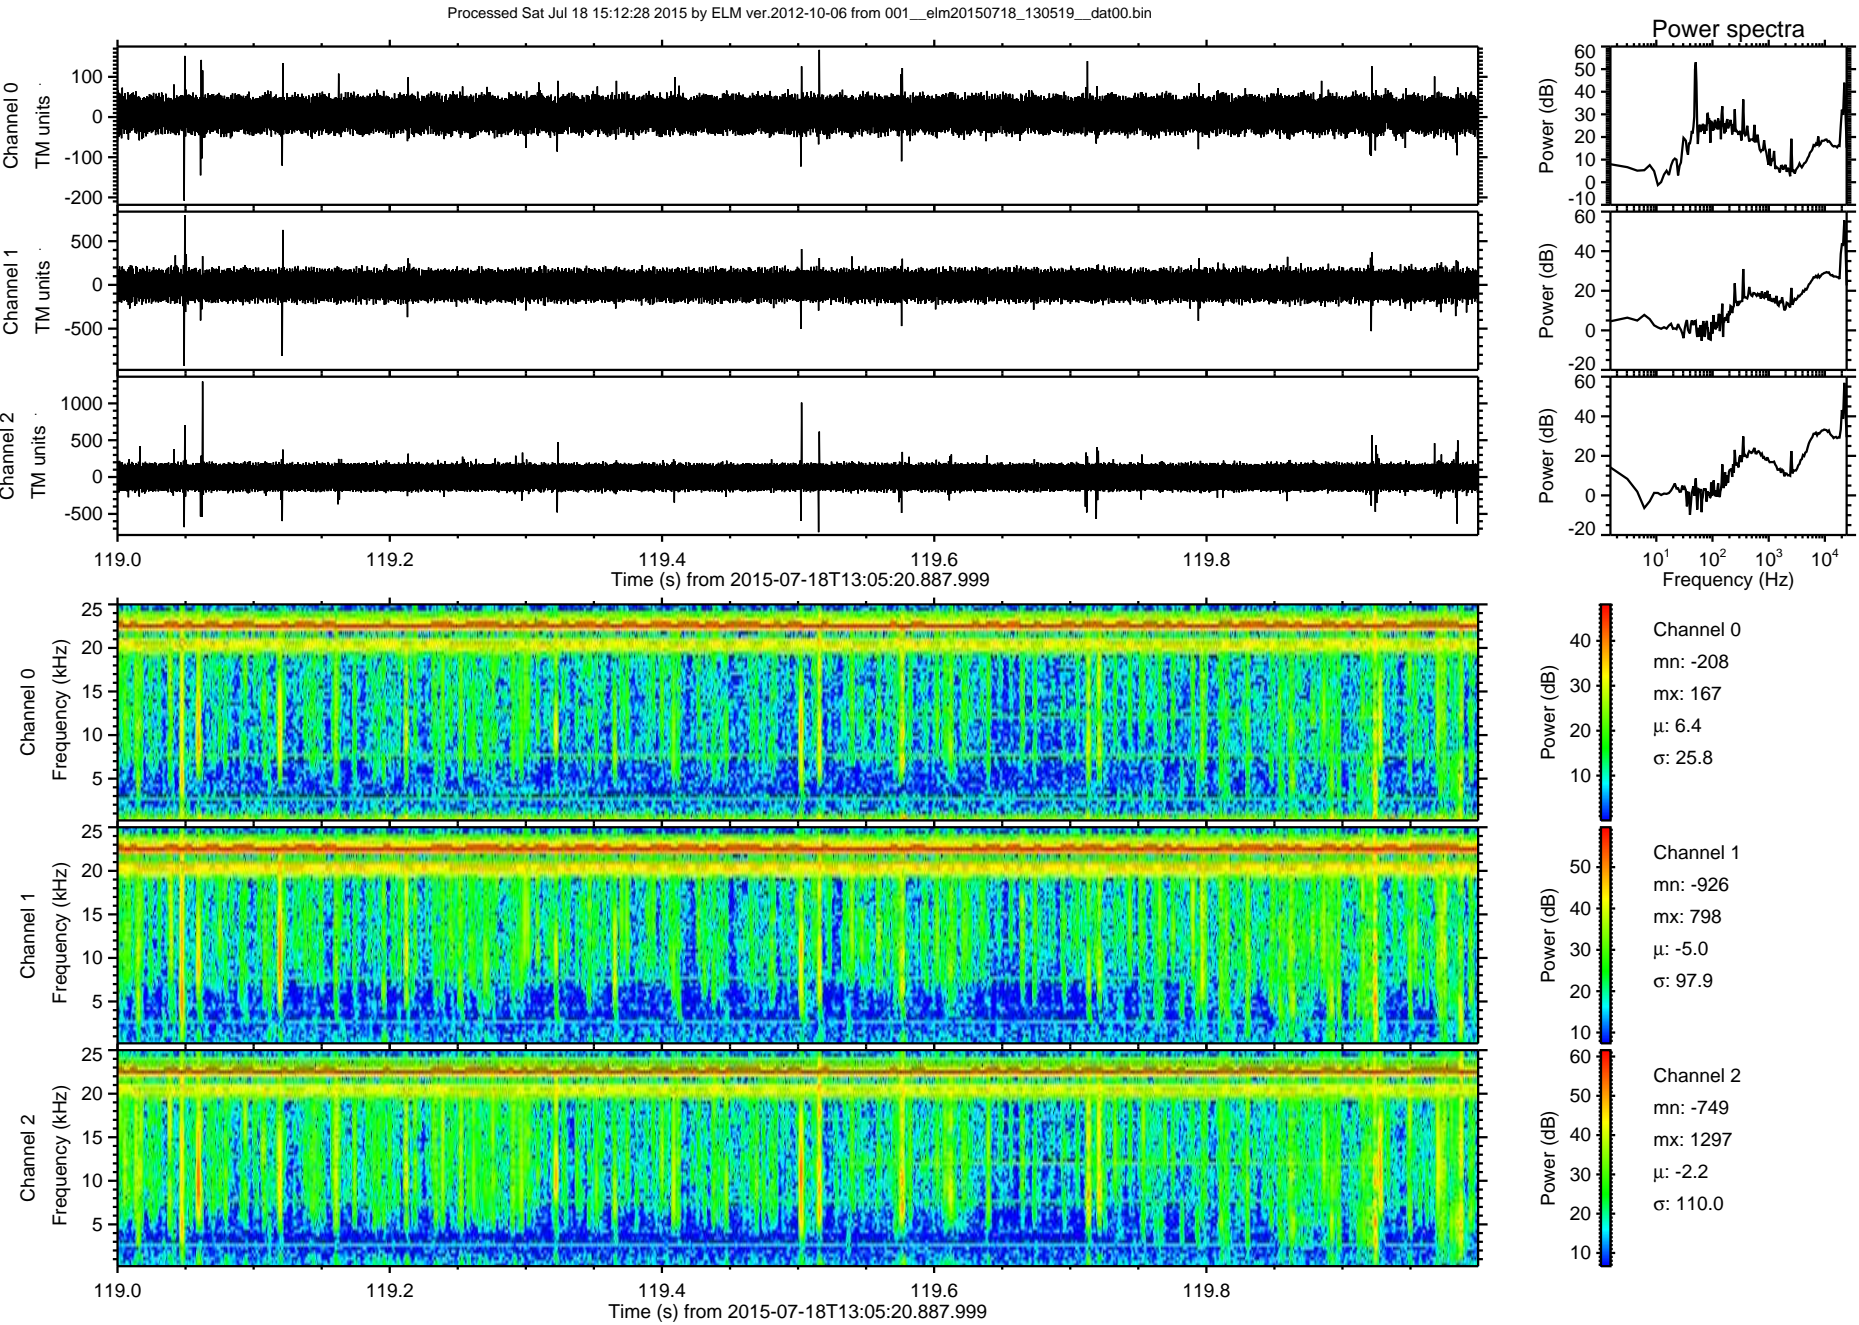 Processed Sat Jul 18 15:12:28 2015 by ELM ver.2012-10-06 from 001__elm20150718_130519__dat00.bin
Power spectra
Channel 0
TM units
100
0
-100
-200
Power (dB)
60
50
40
30
20
10
0
-10
Channel 1
TM units
500
0
-500
Power (dB)
60
40
20
0
-20
Channel 2
TM units
1000
500
0
-500
Power (dB)
60
40
20
0
-20
119.0 119.2 119.4 119.6 119.8
Time (s) from 2015-07-18T13:05:20.887.999
10^1 10^2 10^3 10^4
Frequency (Hz)
Channel 0
Frequency (kHz)
25
20
15
10
5
Power (dB)
40
30
20
10
Channel 0
mn: -208
mx: 167
μ: 6.4
σ: 25.8
Channel 1
Frequency (kHz)
25
20
15
10
5
Power (dB)
50
40
30
20
10
Channel 1
mn: -926
mx: 798
μ: -5.0
σ: 97.9
Channel 2
Frequency (kHz)
25
20
15
10
5
Power (dB)
60
50
40
30
20
10
Channel 2
mn: -749
mx: 1297
μ: -2.2
σ: 110.0
119.0 119.2 119.4 119.6 119.8
Time (s) from 2015-07-18T13:05:20.887.999